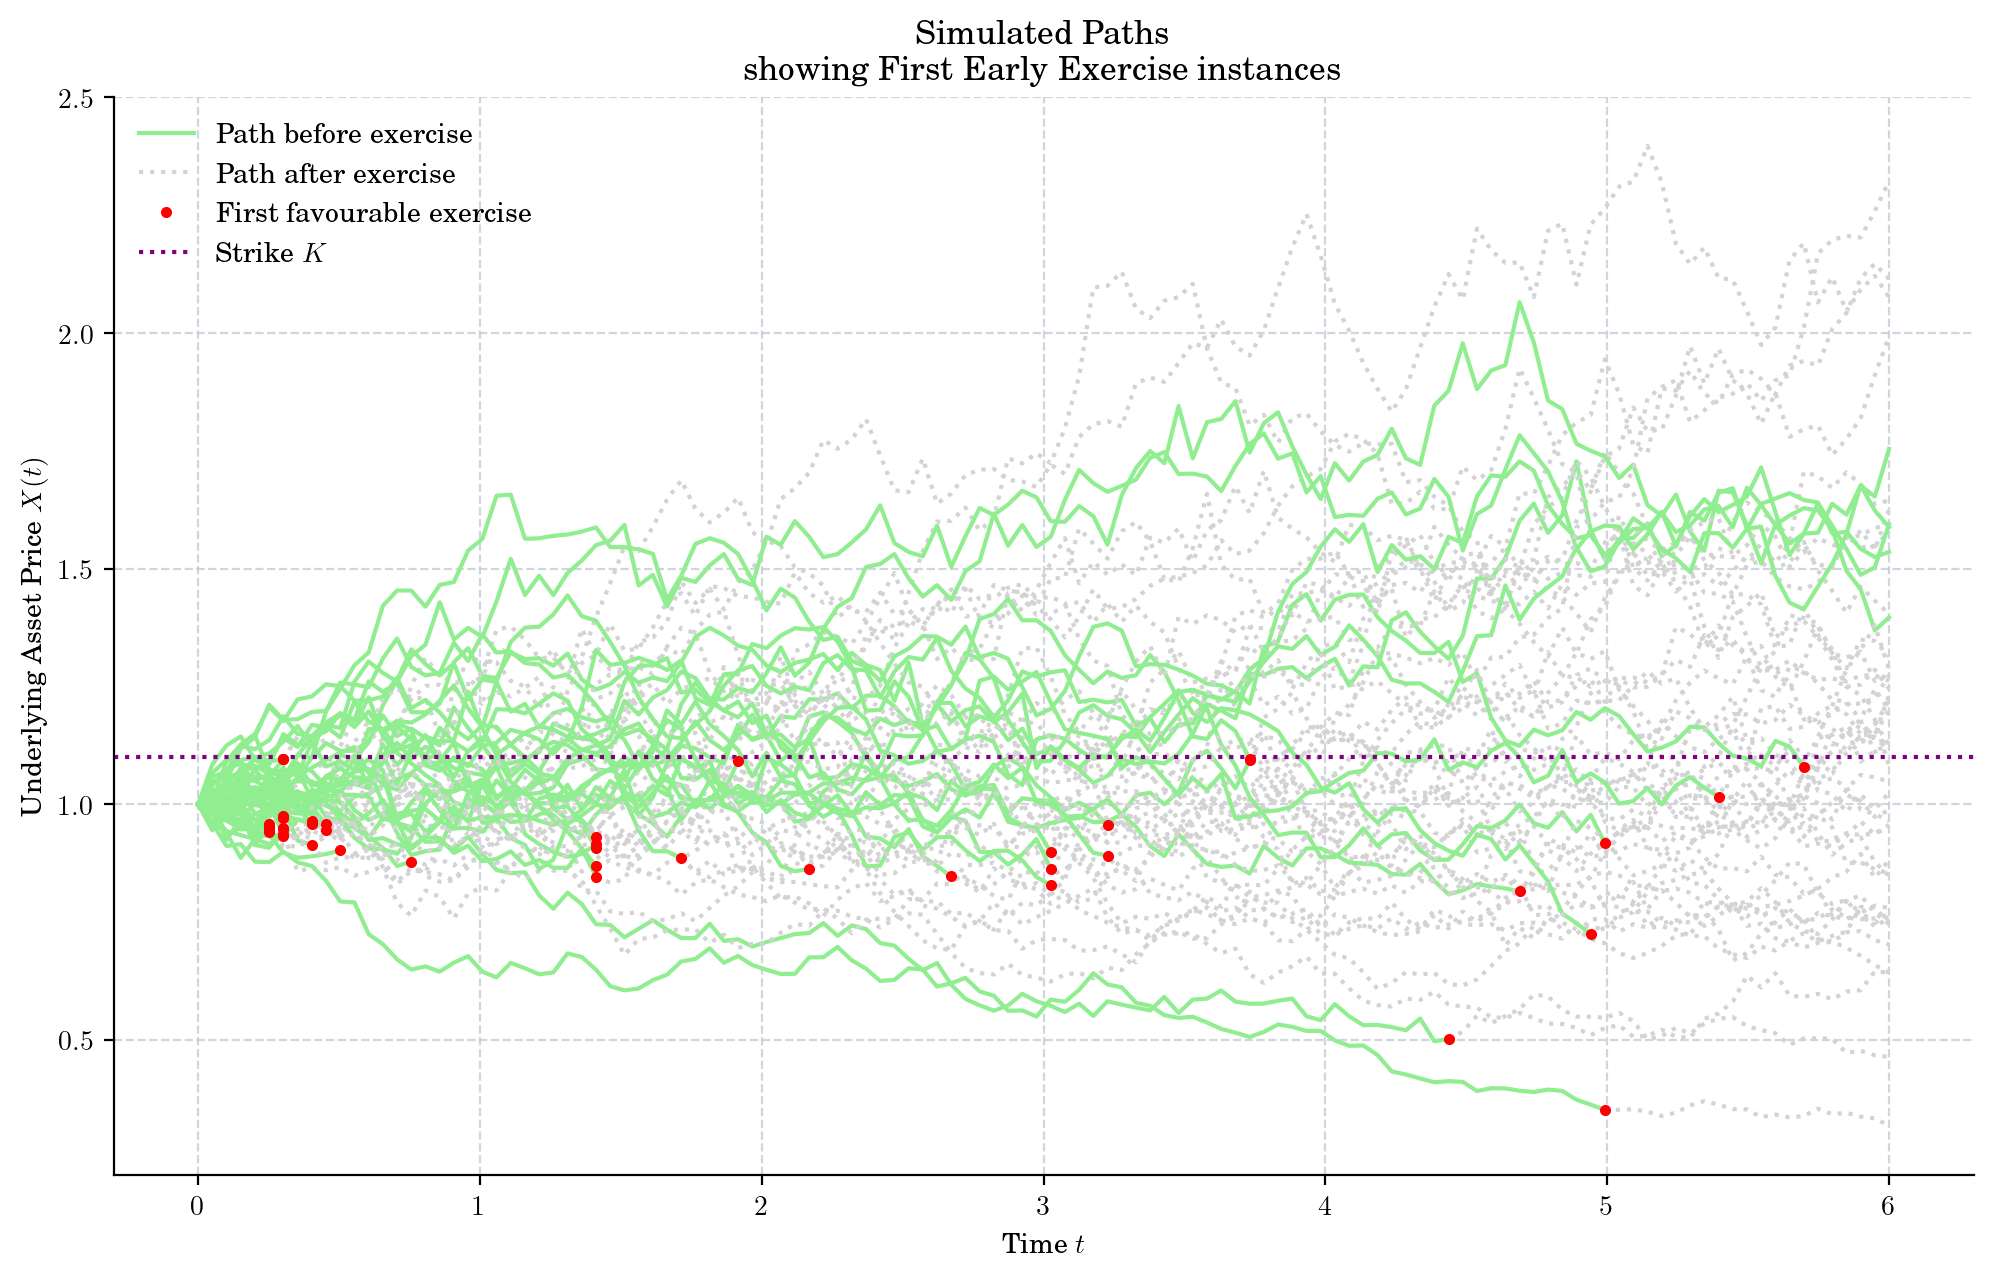 Simulated Paths
showing First Early Exercise instances
2.5
2.0
1.5
1.0
0.5
Underlying Asset Price X(t)
Path before exercise
Path after exercise
First favourable exercise
Strike K
0 1 2 3 4 5 6
Time t